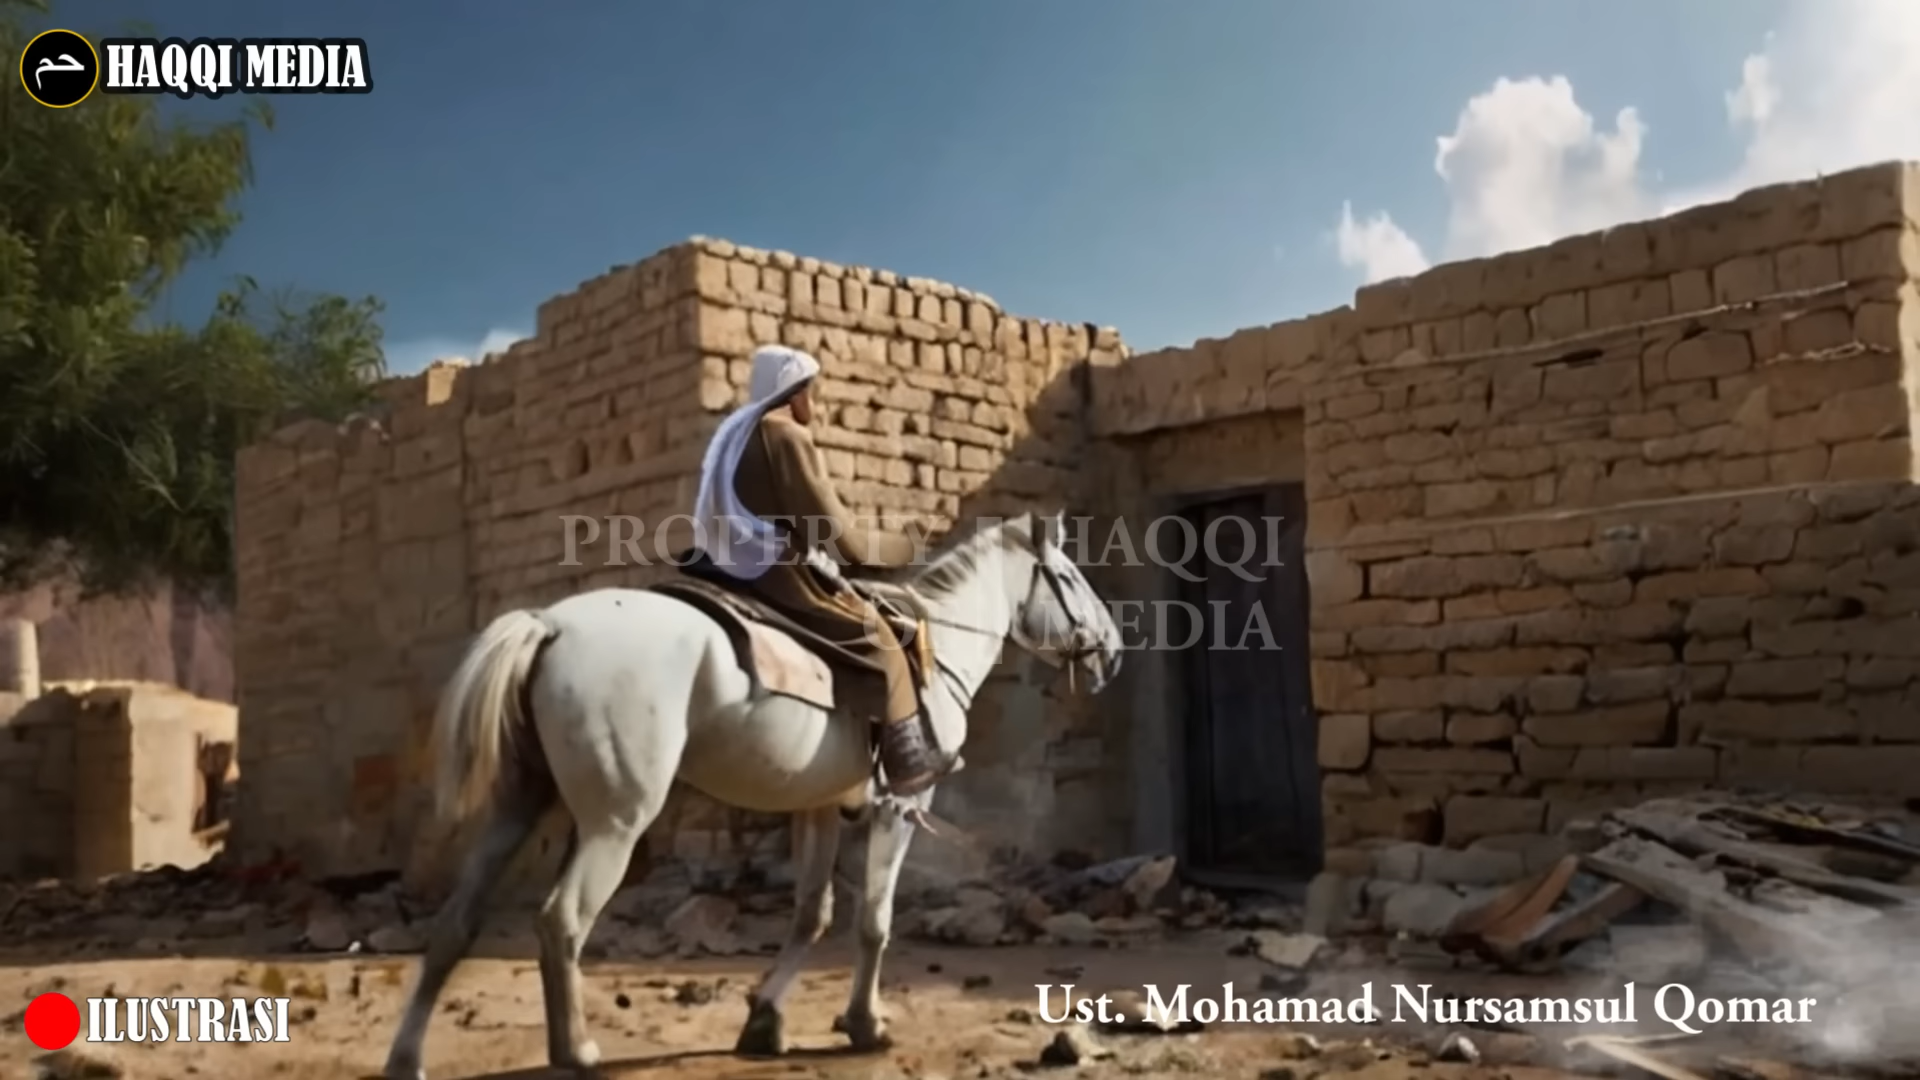 حم
HAQQI MEDIA
PROPERTY | HAQQI
OF | MEDIA
Ust. Mohamad Nursamsul Qomar
ILUSTRASI